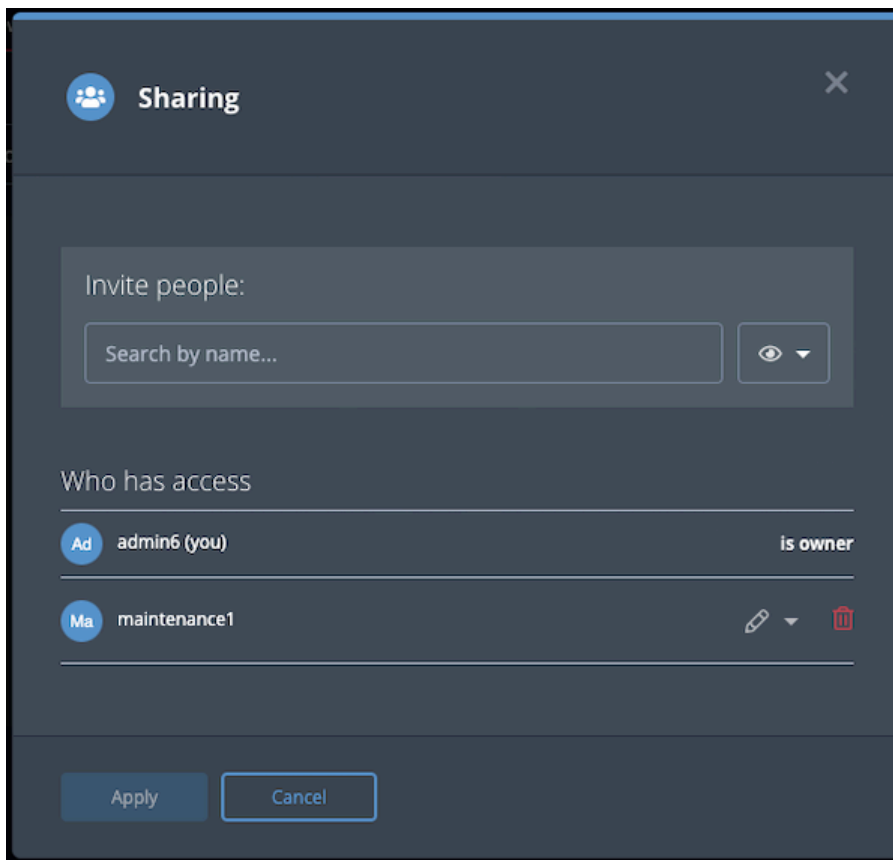 Sharing
Invite people:
Search by name...
Who has access
Ad admin6 (you) is owner
Ma maintenance1
Apply Cancel